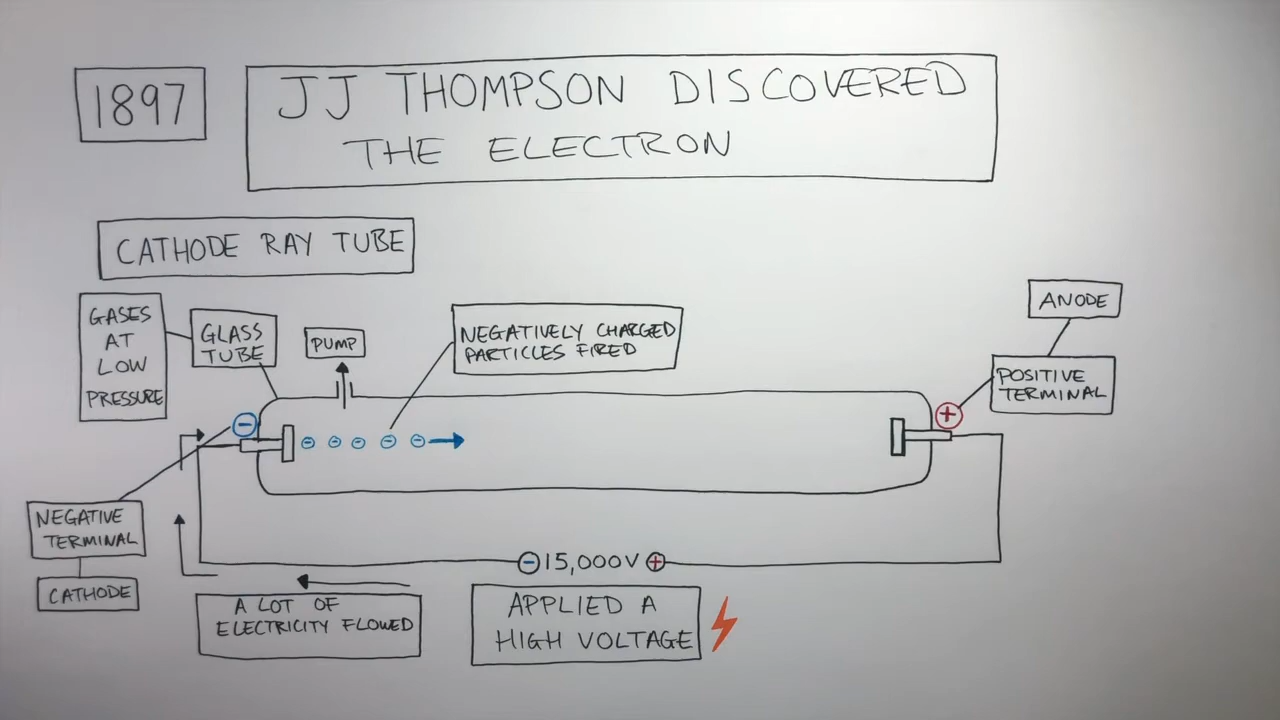 1897
JJ THOMPSON DISCOVERED
THE ELECTRON
CATHODE RAY TUBE
GASES
AT
LOW
PRESSURE
GLASS
TUBE
PUMP
NEGATIVELY CHARGED
PARTICLES FIRED
ANODE
POSITIVE
TERMINAL
NEGATIVE
TERMINAL
CATHODE
15,000V
A LOT OF
ELECTRICITY FLOWED
APPLIED A
HIGH VOLTAGE